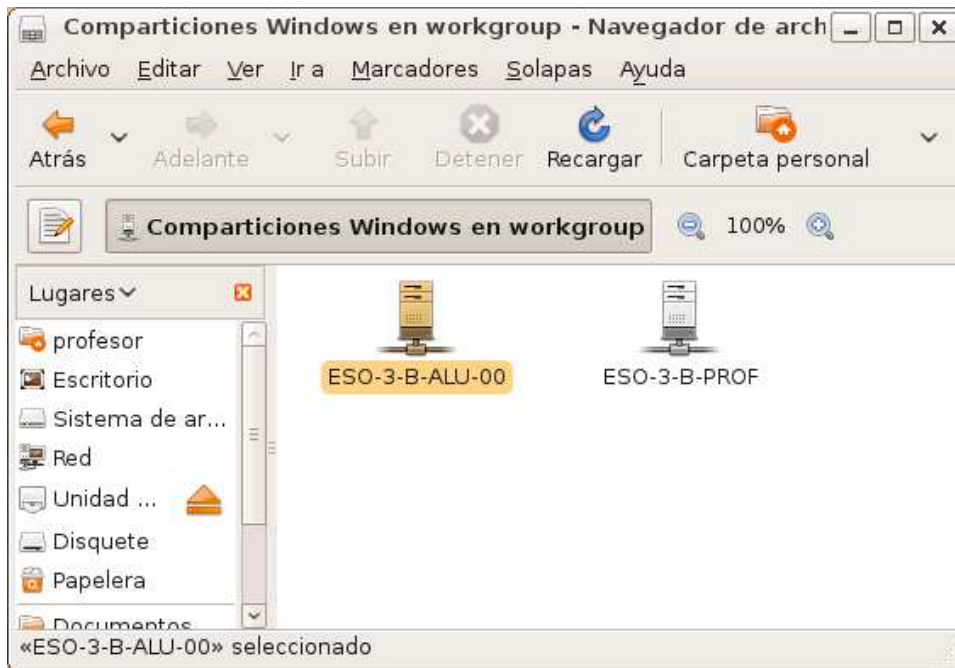 Comparticiones Windows en workgroup - Navegador de arch
Archivo Editar Ver Ir a Marcadores Solapas Ayuda
Atrás Adelante Subir Detener Recargar Carpeta personal
Comparticiones Windows en workgroup 100%
Lugares
profesor
Escritorio
Sistema de ar...
Red
Unidad ...
Disquete
Papelera
Documentos
ESO-3-B-ALU-00 ESO-3-B-PROF
«ESO-3-B-ALU-00» seleccionado